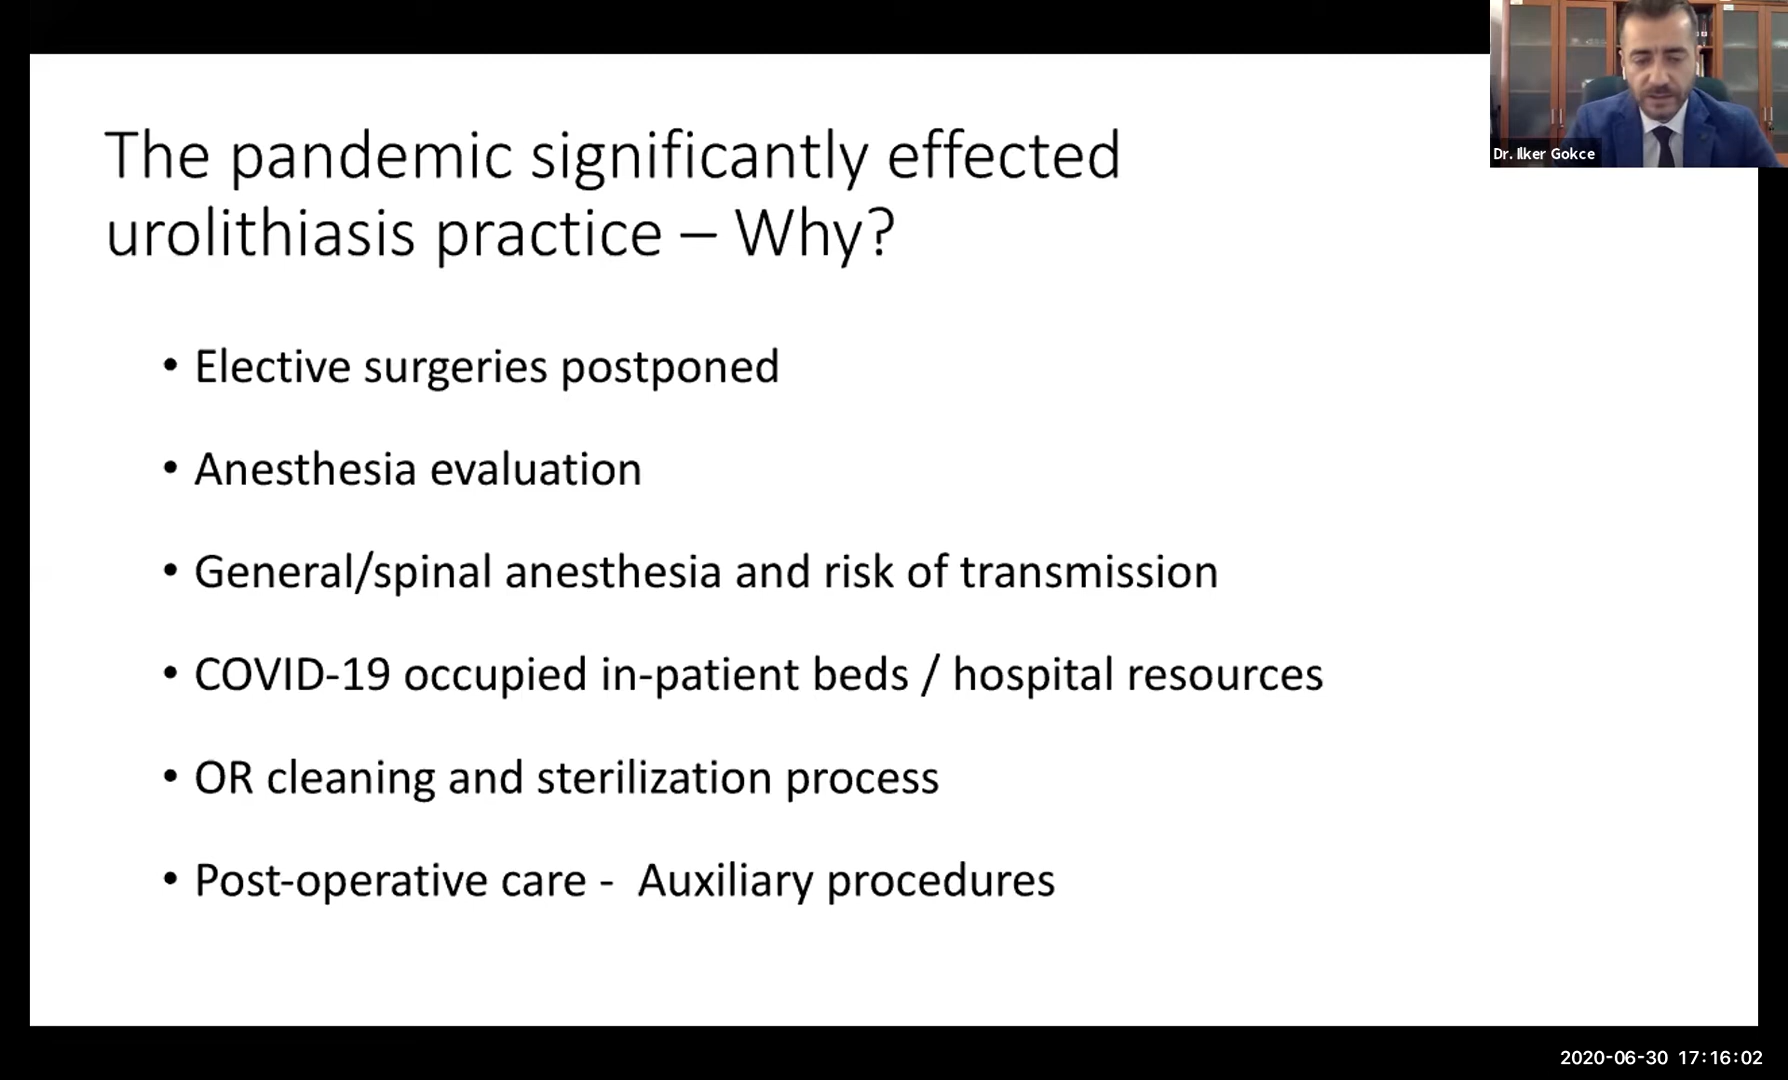 The pandemic significantly effected
urolithiasis practice – Why?
• Elective surgeries postponed
• Anesthesia evaluation
• General/spinal anesthesia and risk of transmission
• COVID-19 occupied in-patient beds / hospital resources
• OR cleaning and sterilization process
• Post-operative care - Auxiliary procedures
Dr. Ilker Gokce
2020-06-30 17:16:02